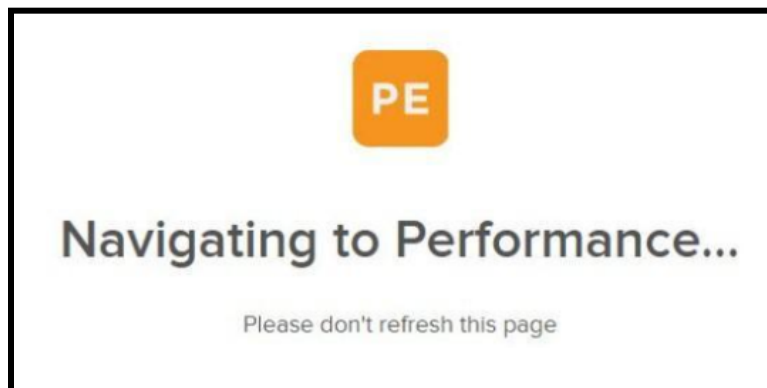 PE
Navigating to Performance...
Please don't refresh this page